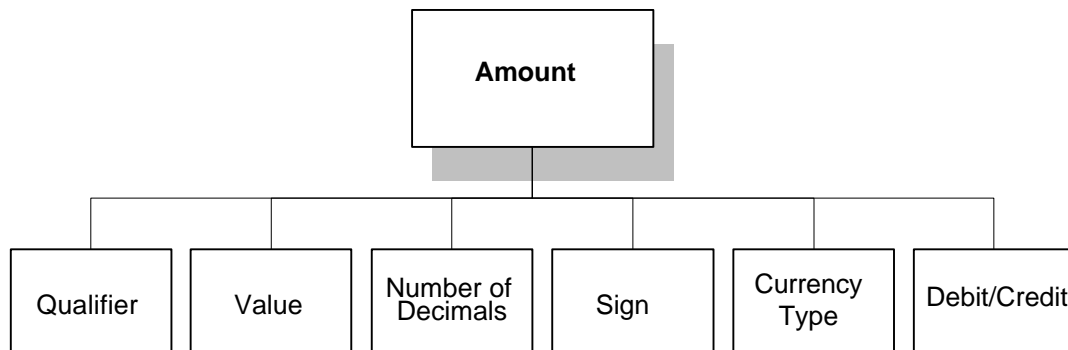 Amount
Qualifier
Value
Number of
Decimals
Sign
Currency
Type
Debit/Credit